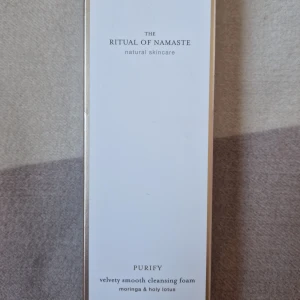 THE
RITUAL OF NAMASTE
natural skincare
PURIFY
velvety smooth cleansing foam
moringa & holy lotus